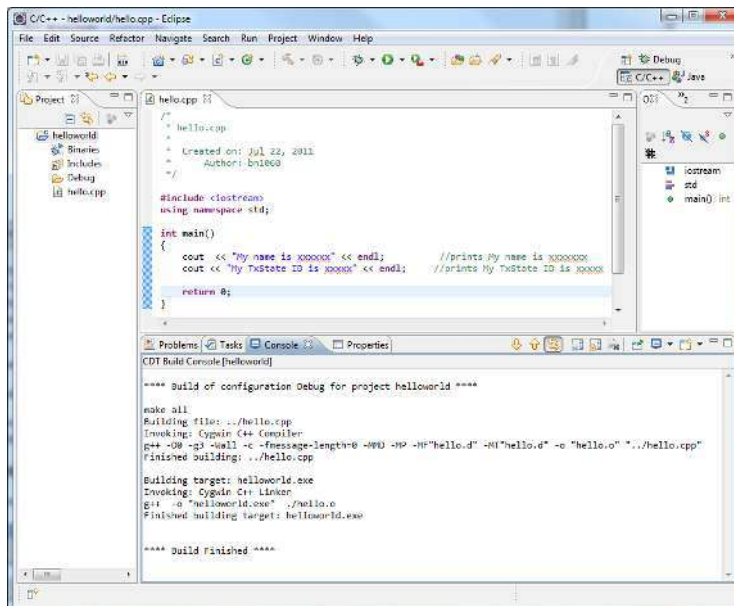 C/C++ - helloworld/hello.cpp - Eclipse
File Edit Source Refactor Navigate Search Run Project Window Help
Debug
C/C++ Java
Project
helloworld
Binaries
Includes
Debug
hello.cpp
hello.cpp
/*
* hello.cpp
*
* Created on: Jul 22, 2011
* Author: bn1060
*/
#include <iostream>
using namespace std;
int main()
{
cout << "My name is xxxxxx" << endl; //prints My name is xxxxxxx
cout << "My TxState ID is xxxxx" << endl; //prints My TxState ID is xxxxx
return 0;
}
2
iostream
std
main() : int
Problems Tasks Console Properties
CDT Build Console [helloworld]
**** Build of configuration Debug for project helloworld ****
make all
Building file: ../hello.cpp
Invoking: Cygwin C++ Compiler
g++ -O0 -g3 -Wall -c -fmessage-length=0 -MMD -MP -MF"hello.d" -MT"hello.d" -o "hello.o" "../hello.cpp"
Finished building: ../hello.cpp
Building target: helloworld.exe
Invoking: Cygwin C++ Linker
g++ -o "helloworld.exe" ./hello.o
Finished building target: helloworld.exe
**** Build Finished ****